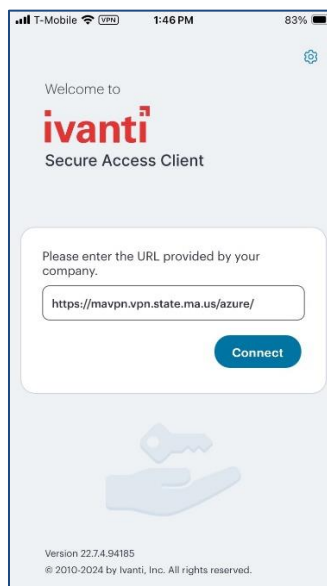 T-Mobile VPN 1:46 PM 83%
Welcome to
ivanti
Secure Access Client
Please enter the URL provided by your
company.
https://mavpn.vpn.state.ma.us/azure/
Connect
Version 22.7.4.94185
© 2010-2024 by Ivanti, Inc. All rights reserved.